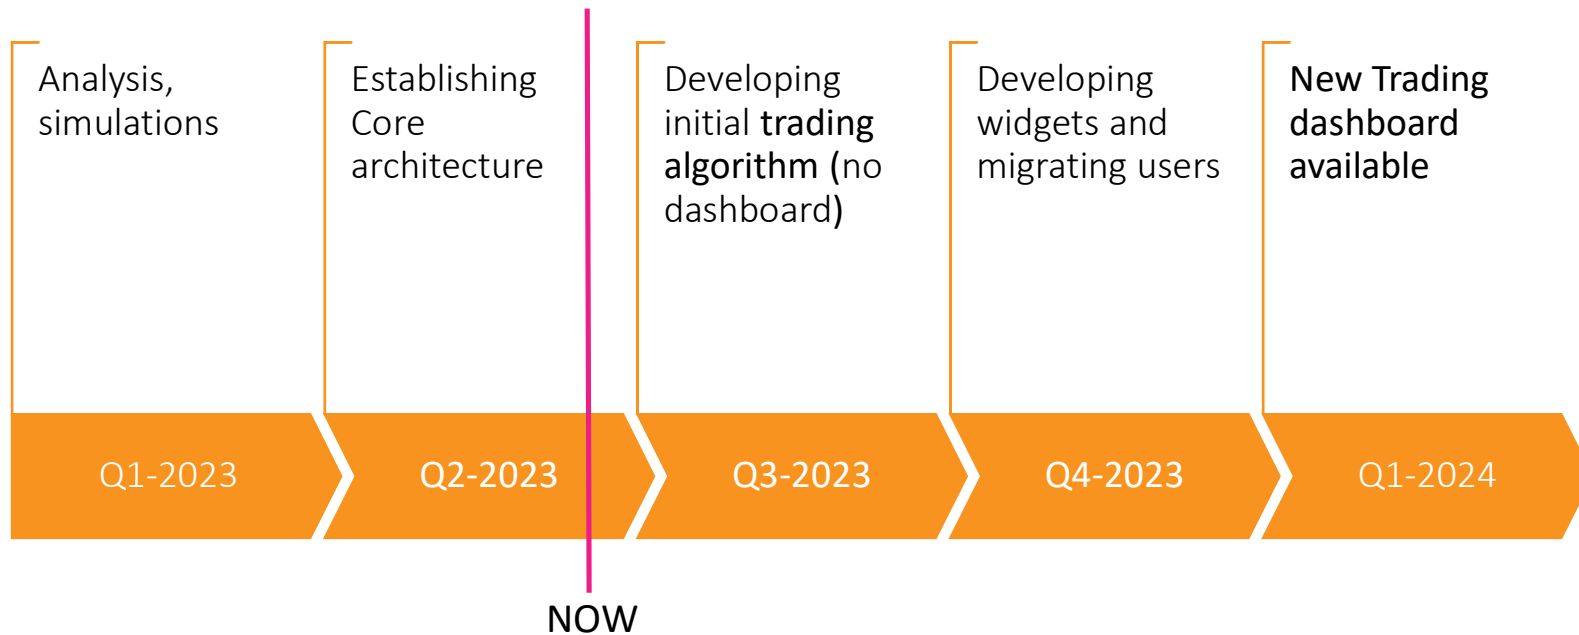 Analysis,
simulations
Establishing
Core
architecture
Developing
initial trading
algorithm (no
dashboard)
Developing
widgets and
migrating users
New Trading
dashboard
available
Q1-2023
Q2-2023
Q3-2023
Q4-2023
Q1-2024
NOW